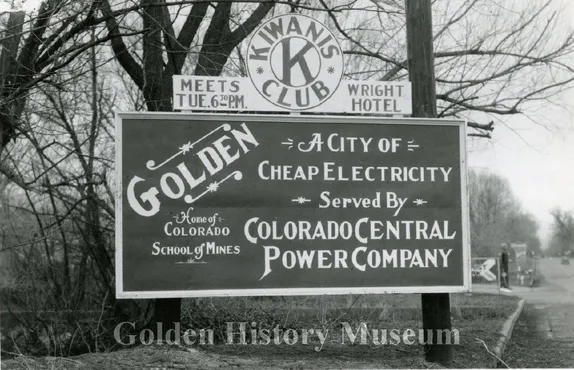 KIWANIS
K
CLUB
MEETS
TUE. 6:30 P.M.
WRIGHT
HOTEL
GOLDEN
Home of
COLORADO
SCHOOL of MINES
A CITY OF
CHEAP ELECTRICITY
SERVED BY
COLORADO CENTRAL
POWER COMPANY
Golden History Museum